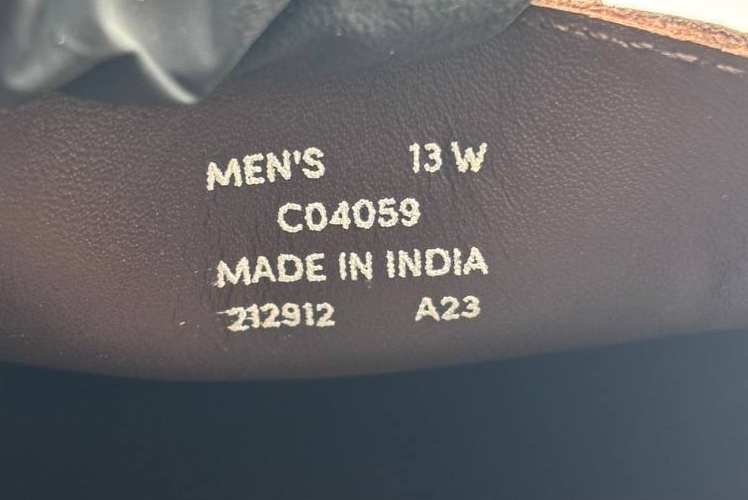 MEN'S 13 W
C04059
MADE IN INDIA
212912 A23